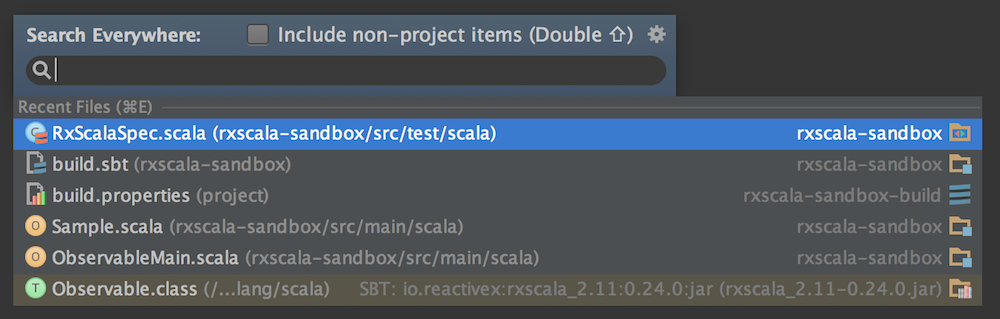 Search Everywhere: Include non-project items (Double ⇧)
Recent Files (⌘E)
RxScalaSpec.scala (rxscala-sandbox/src/test/scala) rxscala-sandbox
build.sbt (rxscala-sandbox) rxscala-sandbox
build.properties (project) rxscala-sandbox-build
O Sample.scala (rxscala-sandbox/src/main/scala) rxscala-sandbox
O ObservableMain.scala (rxscala-sandbox/src/main/scala) rxscala-sandbox
T Observable.class (/...lang/scala) SBT: io.reactivex:rxscala_2.11:0.24.0:jar (rxscala_2.11-0.24.0.jar)